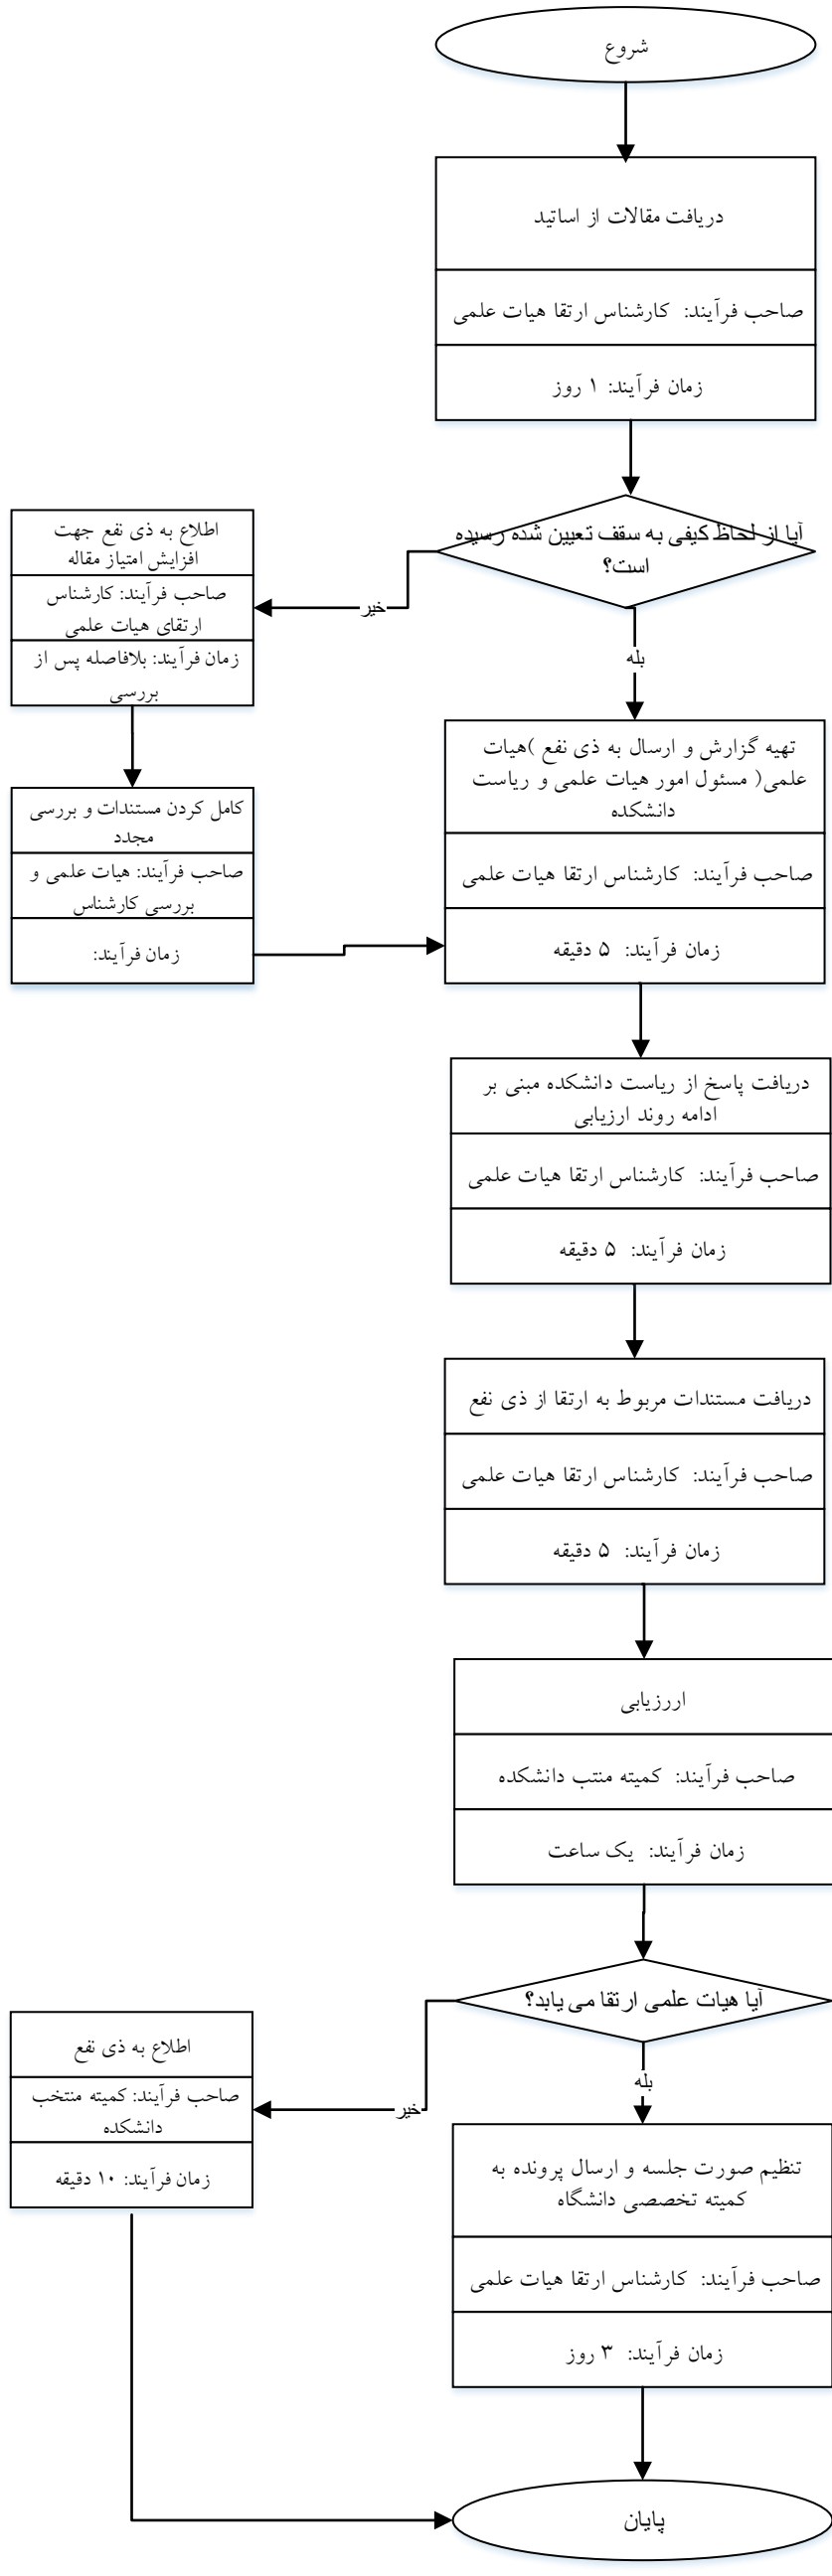 شروع
دریافت مقالات از اساتید
صاحب فرآیند: کارشناس ارتقا هیات علمی
زمان فرآیند: ۱ روز
آیا از لحاظ کیفی به سقف تعیین شده رسیده
است؟
خیر
اطلاع به ذی نفع جهت
افزایش امتیاز مقاله
صاحب فرآیند: کارشناس
ارتقای هیات علمی
زمان فرآیند: بلافاصله پس از
بررسی
کامل کردن مستندات و بررسی
مجدد
صاحب فرآیند: هیات علمی و
بررسی کارشناس
زمان فرآیند:
بله
تهیه گزارش و ارسال به ذی نفع )هیات
علمی( مسئول امور هیات علمی و ریاست
دانشکده
صاحب فرآیند: کارشناس ارتقا هیات علمی
زمان فرآیند: ۵ دقیقه
دریافت پاسخ از ریاست دانشکده مبنی بر
ادامه روند ارزیابی
صاحب فرآیند: کارشناس ارتقا هیات علمی
زمان فرآیند: ۵ دقیقه
دریافت مستندات مربوط به ارتقا از ذی نفع
صاحب فرآیند: کارشناس ارتقا هیات علمی
زمان فرآیند: ۵ دقیقه
اررزیابی
صاحب فرآیند: کمیته منتب دانشکده
زمان فرآیند: یک ساعت
آیا هیات علمی ارتقا می یابد؟
خیر
اطلاع به ذی نفع
صاحب فرآیند: کمیته منتخب
دانشکده
زمان فرآیند: ۱۰ دقیقه
بله
تنظیم صورت جلسه و ارسال پرونده به
کمیته تخصصی دانشگاه
صاحب فرآیند: کارشناس ارتقا هیات علمی
زمان فرآیند: ۳ روز
پایان